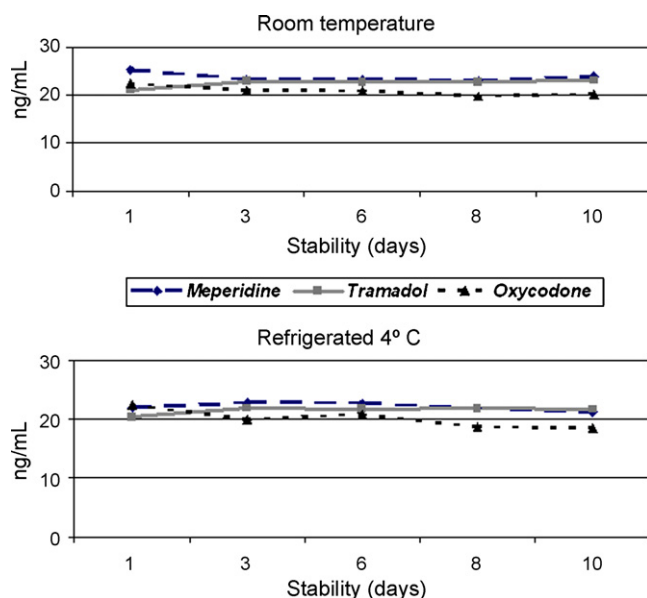 Room temperature
ng/mL
30
20
10
0
1 3 6 8 10
Stability (days)
Meperidine Tramadol Oxycodone
Refrigerated 4º C
ng/mL
30
20
10
0
1 3 6 8 10
Stability (days)